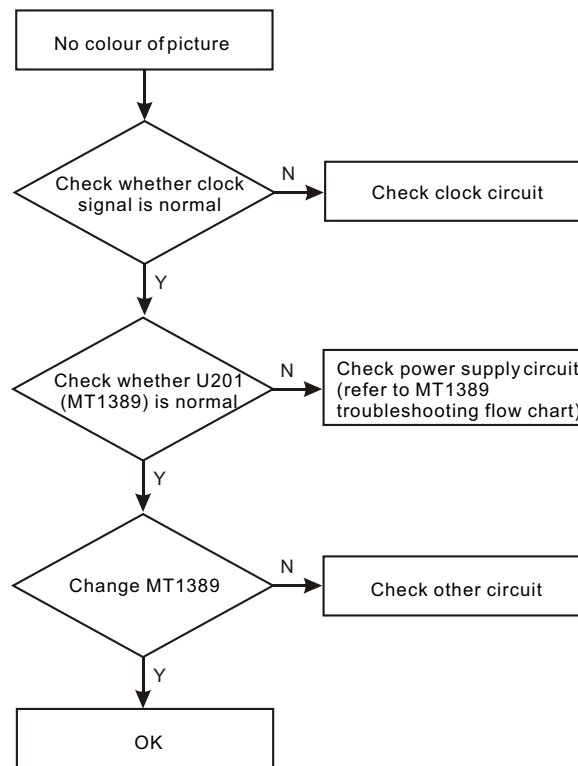 No colour of picture
Check whether clock
signal is normal
N
Check clock circuit
Y
Check whether U201
(MT1389) is normal
N
Check power supply circuit
(refer to MT1389
troubleshooting flow chart)
Y
Change MT1389
N
Check other circuit
Y
OK